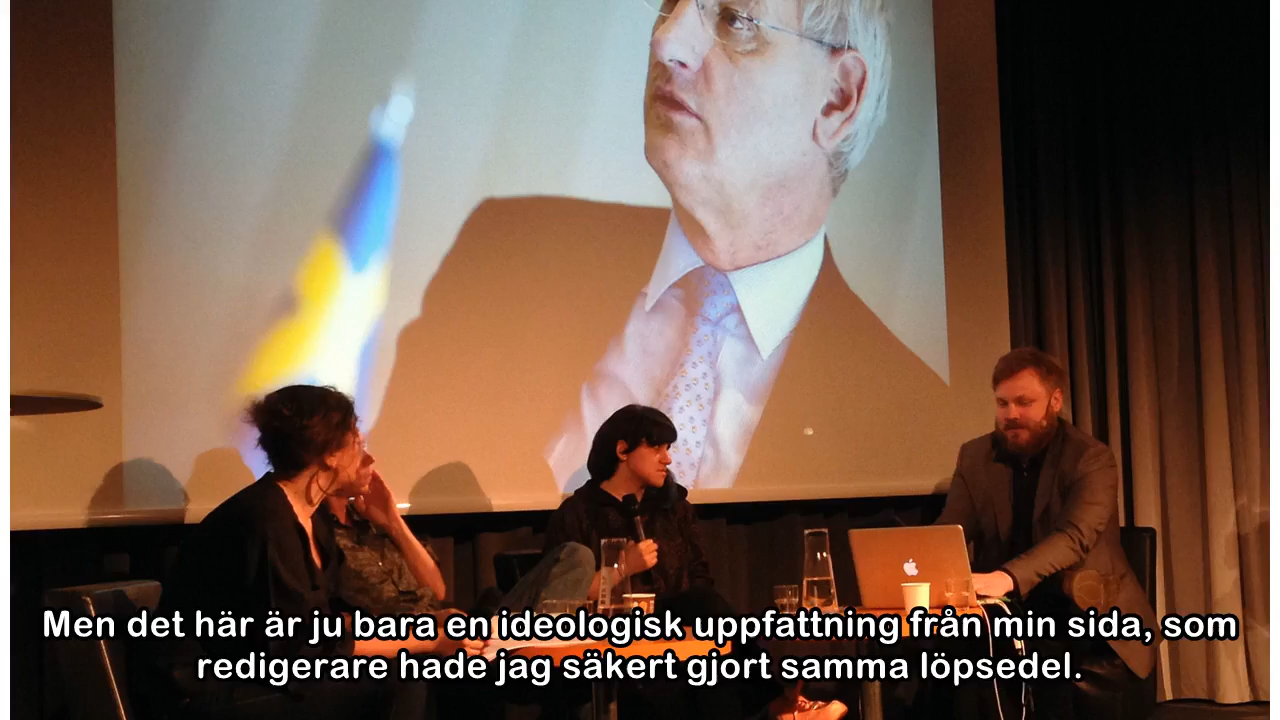 Men det här är ju bara en ideologisk uppfattning från min sida, som
redigerare hade jag säkert gjort samma löpsedel.